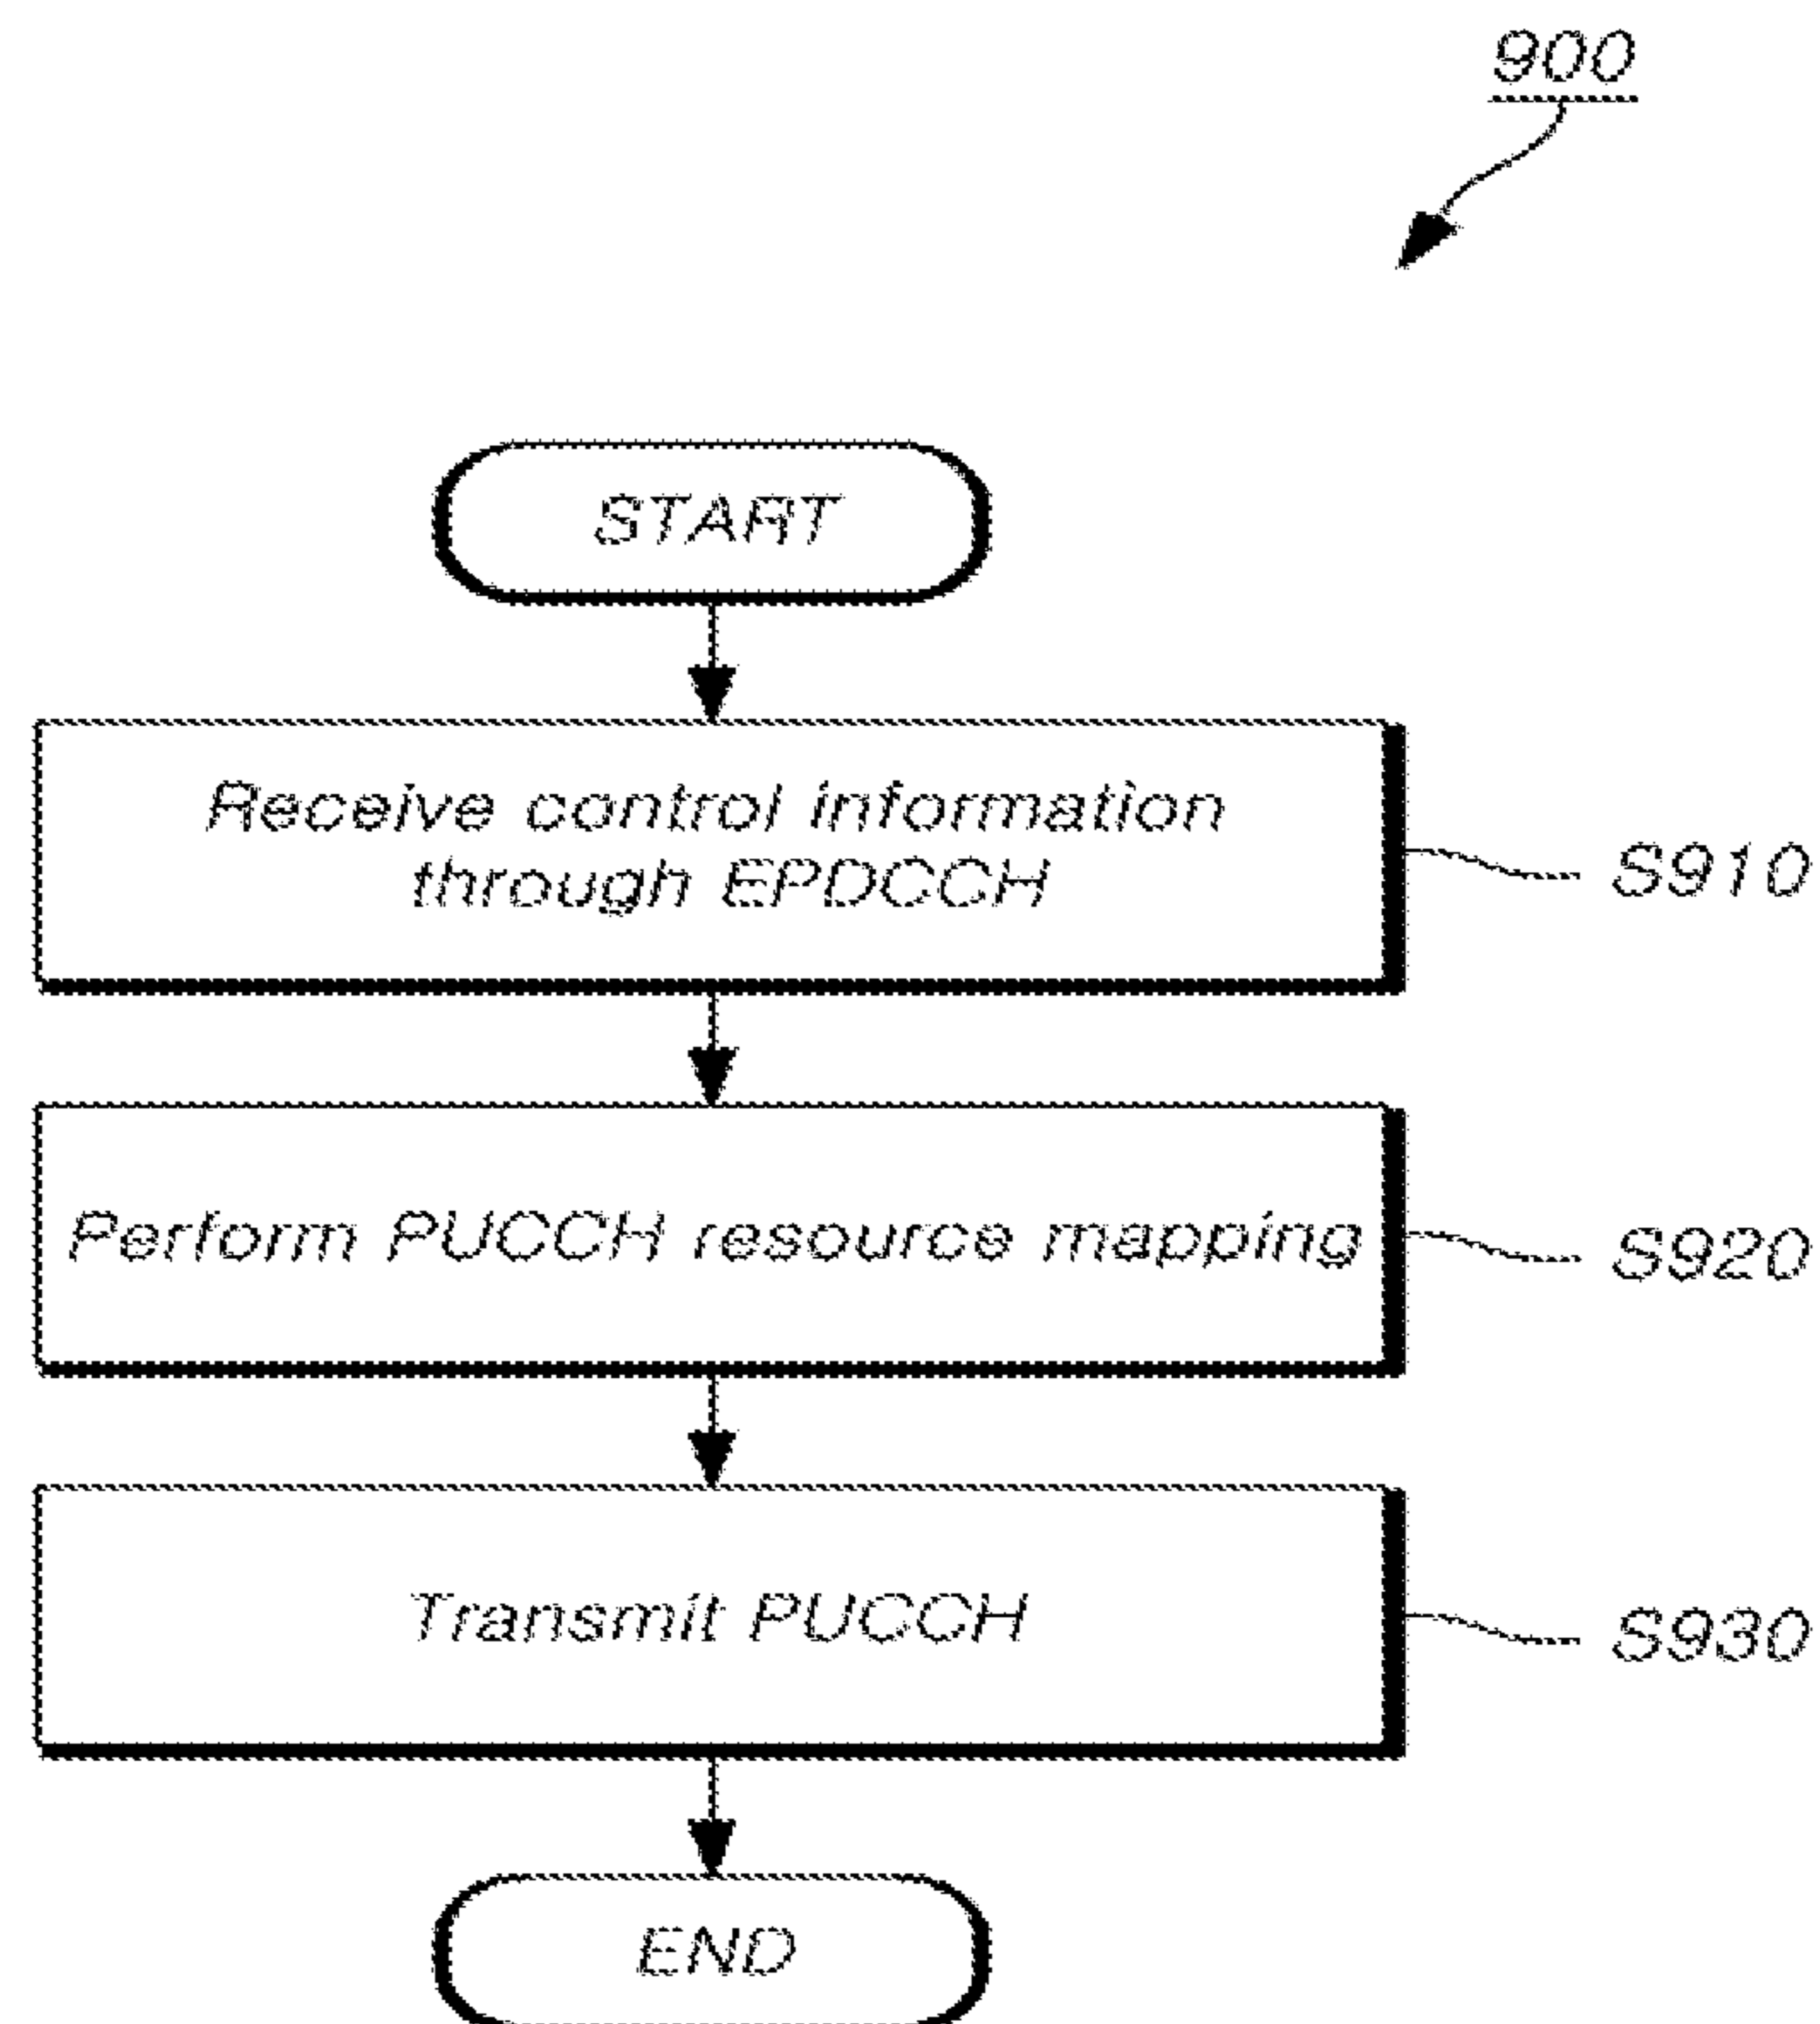 900
START
Receive control information
through EPDCCH
S910
Perform PUCCH resource mapping
S920
Transmit PUCCH
S930
END